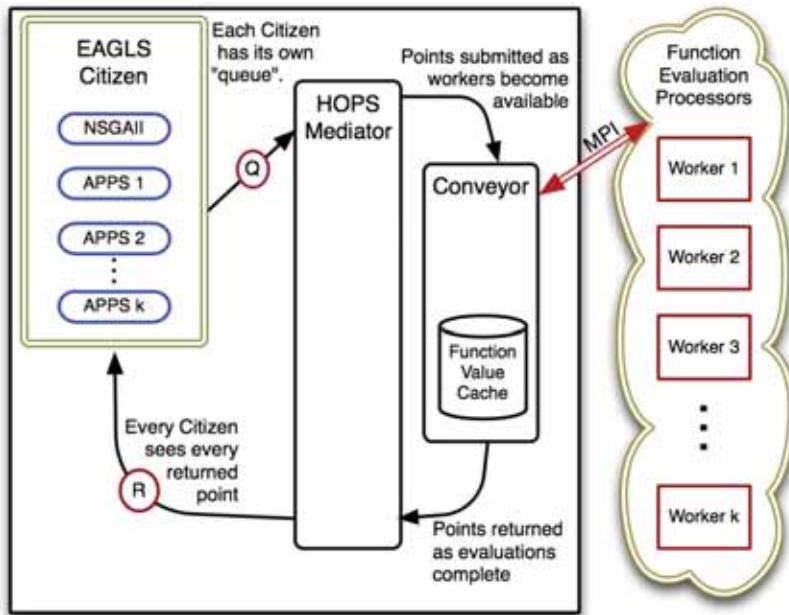 EAGLS
Citizen
NSGAII
APPS 1
APPS 2
APPS k
Each Citizen
has its own
"queue".
Q
HOPS
Mediator
Points submitted as
workers become
available
Conveyor
Function
Value
Cache
MPI
Function
Evaluation
Processors
Worker 1
Worker 2
Worker 3
Worker k
Every Citizen
sees every
returned
point
R
Points returned
as evaluations
complete